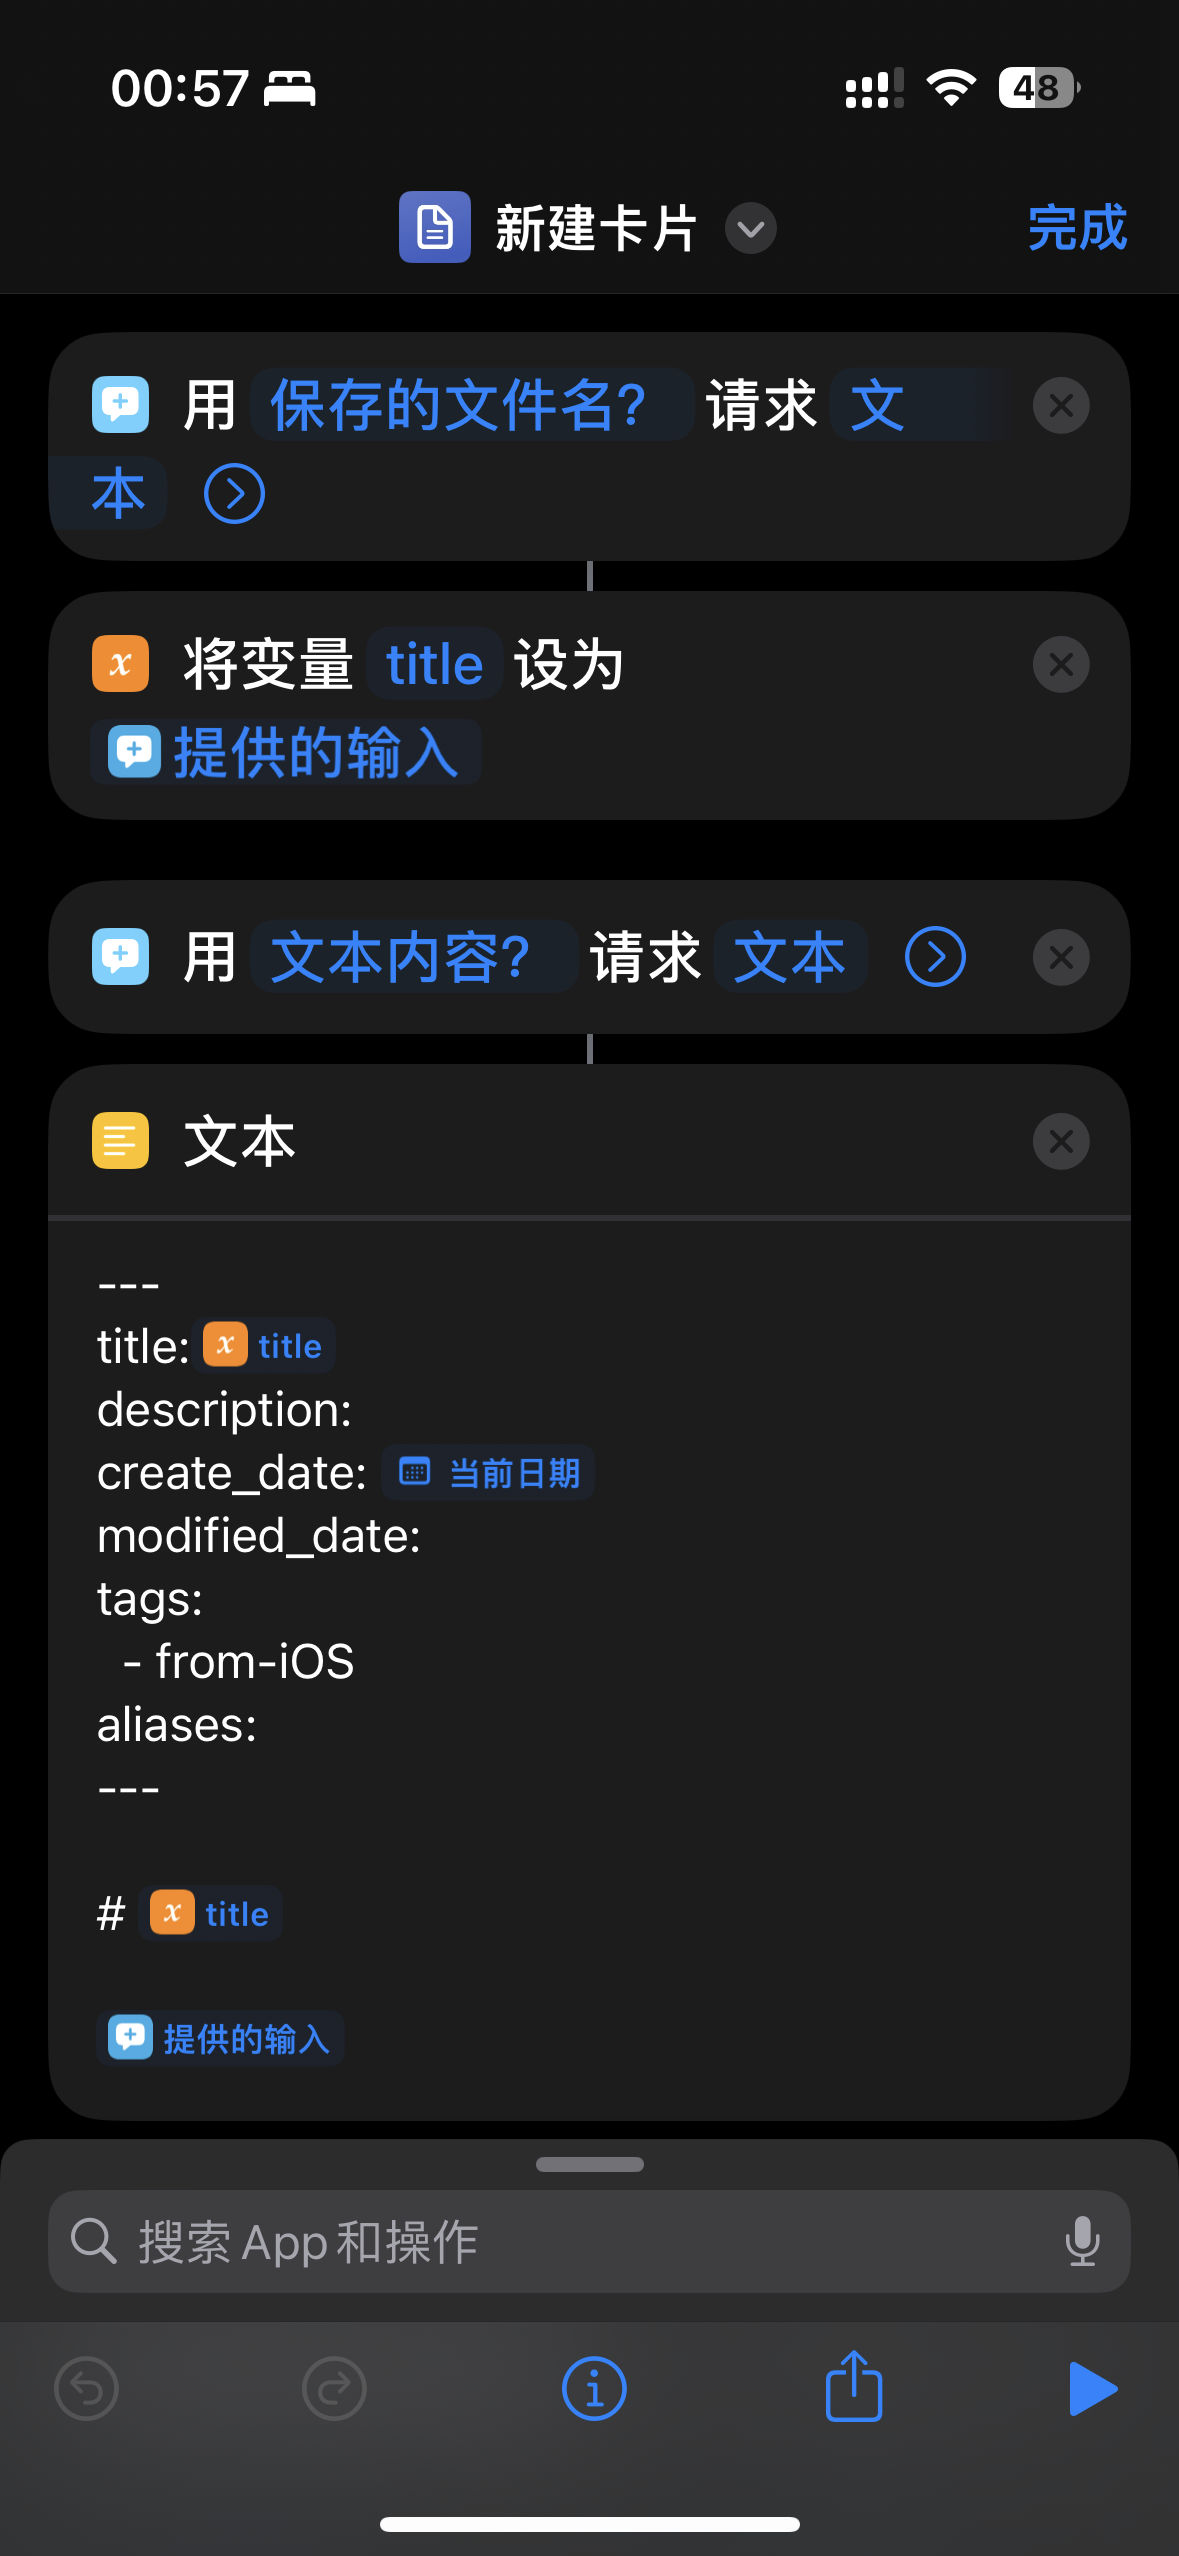 00:57
48
新建卡片
完成
用 保存的文件名? 请求 文
本
将变量 title 设为
提供的输入
用 文本内容? 请求 文本
文本
---
title: x title
description:
create_date: 当前日期
modified_date:
tags:
  - from-iOS
aliases:
---
# x title
提供的输入
搜索 App 和操作